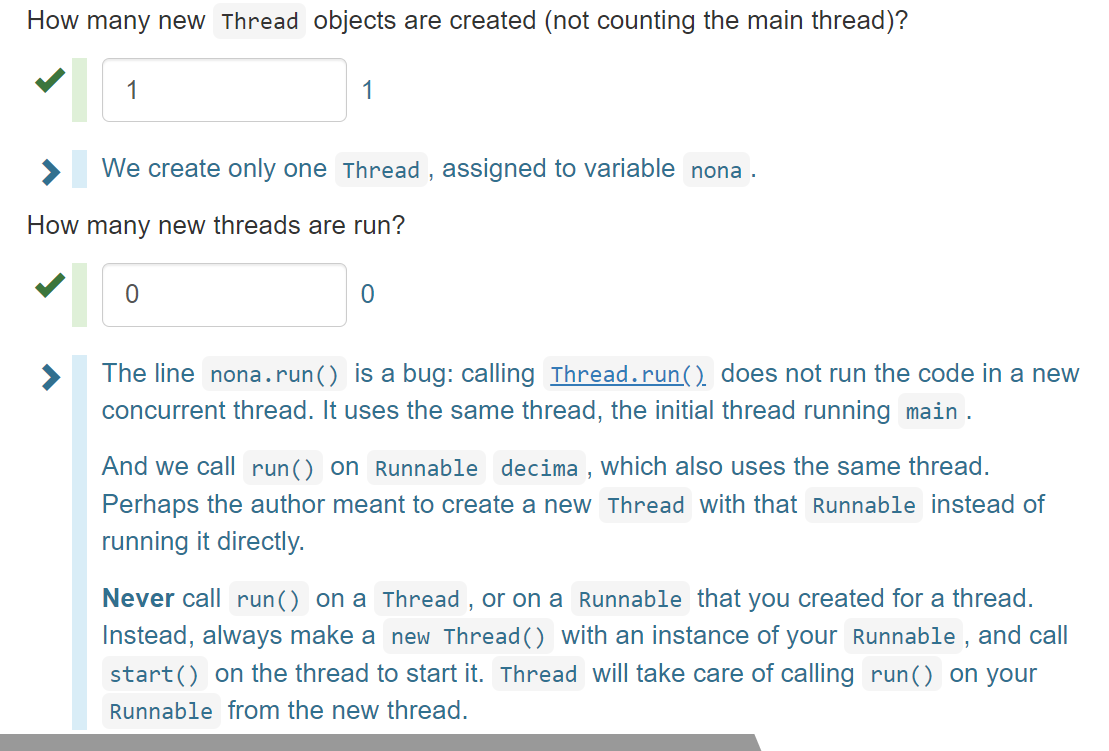 How many new Thread objects are created (not counting the main thread)?
1 1
We create only one Thread, assigned to variable nona.
How many new threads are run?
0 0
The line nona.run() is a bug: calling Thread.run() does not run the code in a new
concurrent thread. It uses the same thread, the initial thread running main.
And we call run() on Runnable decima, which also uses the same thread.
Perhaps the author meant to create a new Thread with that Runnable instead of
running it directly.
Never call run() on a Thread, or on a Runnable that you created for a thread.
Instead, always make a new Thread() with an instance of your Runnable, and call
start() on the thread to start it. Thread will take care of calling run() on your
Runnable from the new thread.